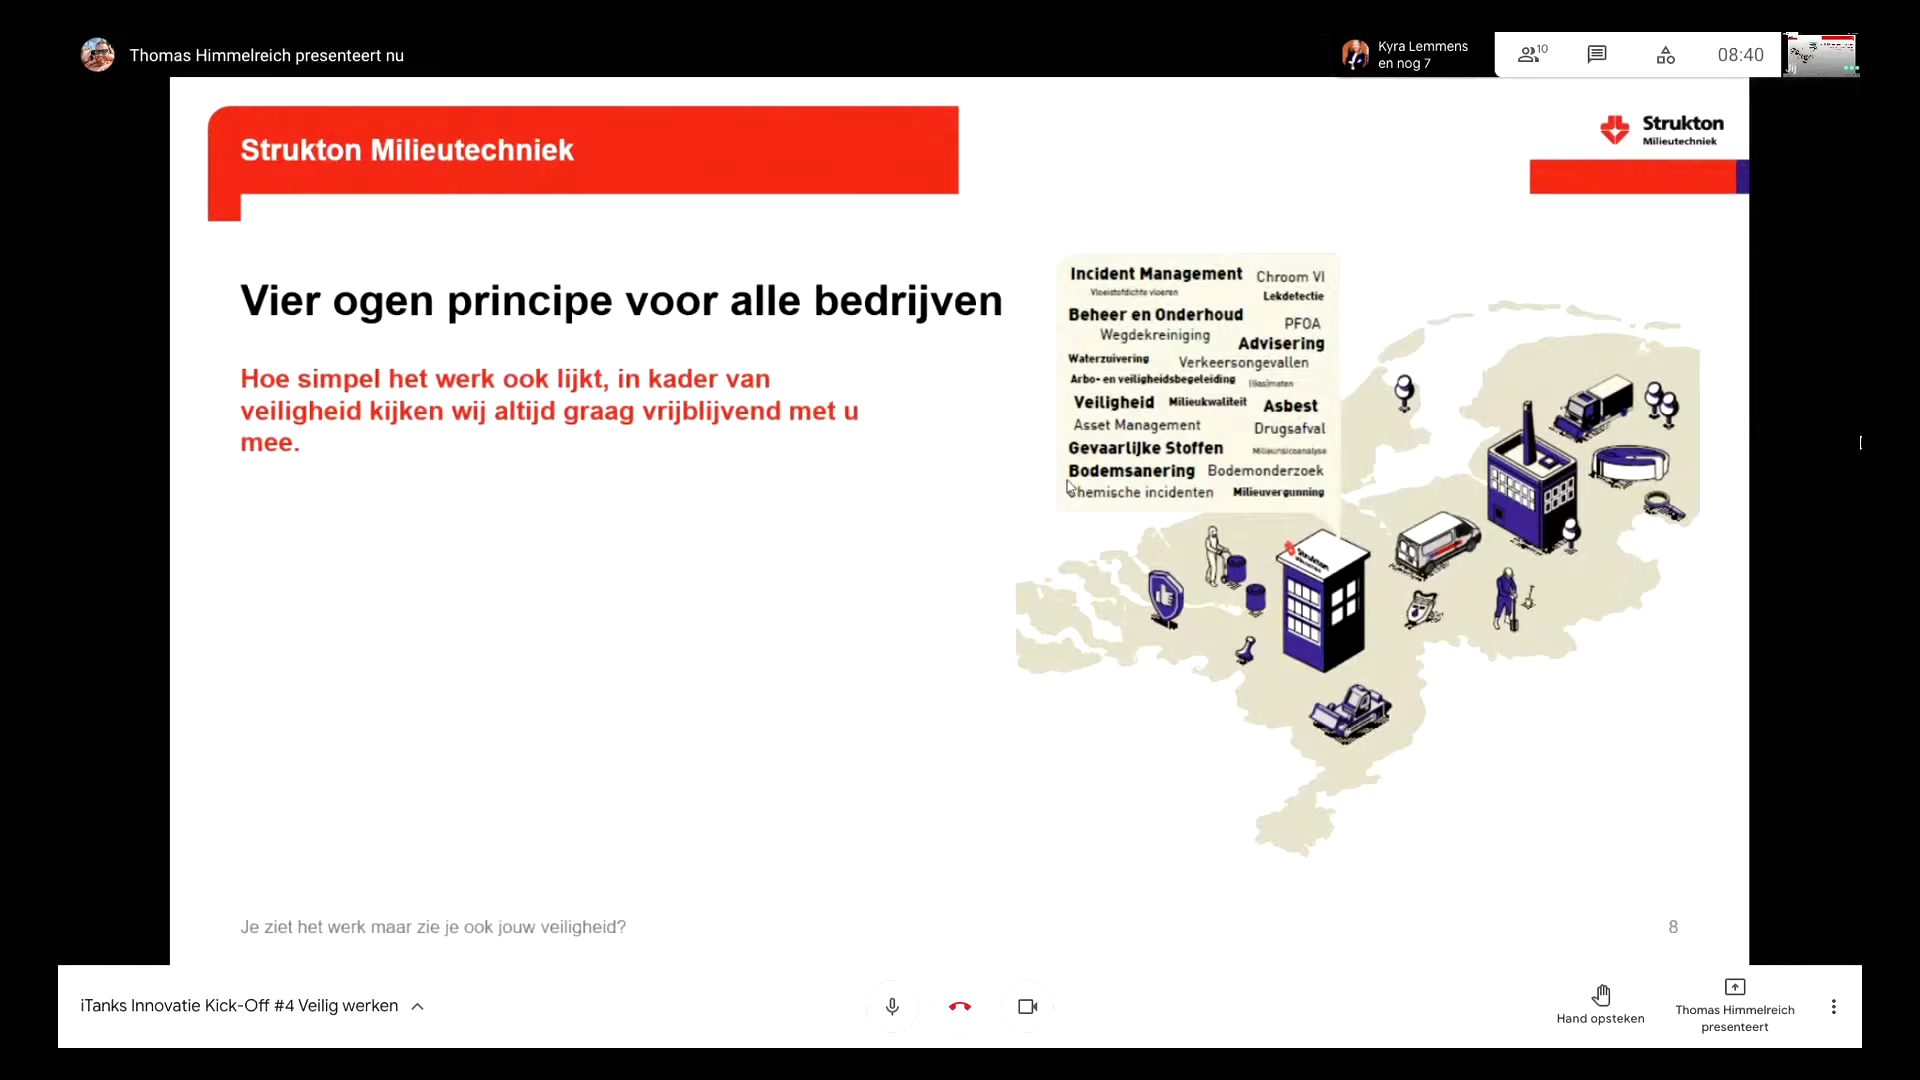 Thomas Himmelreich presenteert nu
Kyra Lemmens
en nog 7
10
08:40
Jij
Strukton Milieutechniek
Strukton
Milieutechniek
Vier ogen principe voor alle bedrijven
Hoe simpel het werk ook lijkt, in kader van
veiligheid kijken wij altijd graag vrijblijvend met u
mee.
Incident Management Chroom VI
Vloeistofdichte vloeren Lekdetectie
Beheer en Onderhoud PFOA
Wegdekreiniging Advisering
Waterzuivering Verkeersongevallen
Arbo- en veiligheidsbegeleiding (Gas)meten
Veiligheid Milieukwaliteit Asbest
Asset Management Drugsafval
Gevaarlijke Stoffen Milieurisicoanalyse
Bodemsanering Bodemonderzoek
Chemische incidenten Milieuvergunning
Strukton
Je ziet het werk maar zie je ook jouw veiligheid?
8
iTanks Innovatie Kick-Off #4 Veilig werken
Hand opsteken
Thomas Himmelreich
presenteert